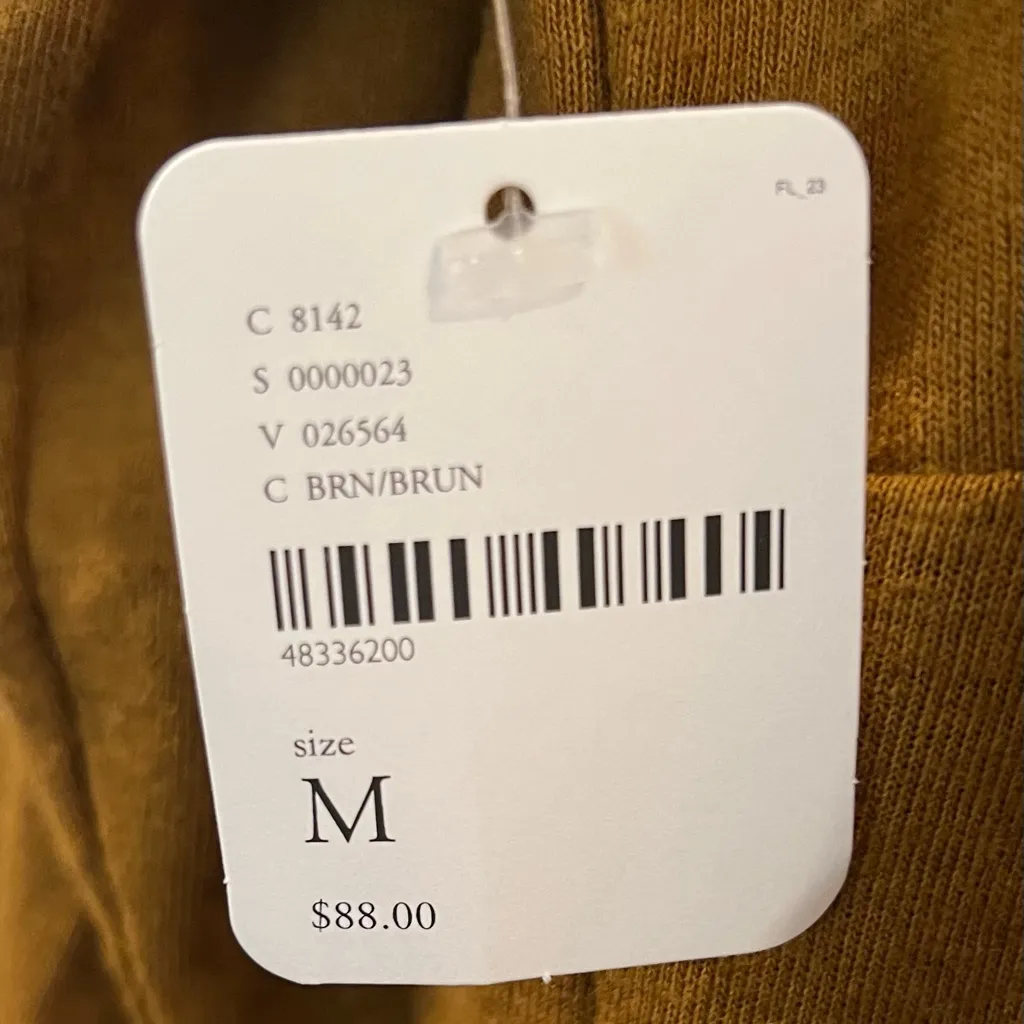 FL_23
C 8142
S 0000023
V 026564
C BRN/BRUN
48336200
size
M
$88.00